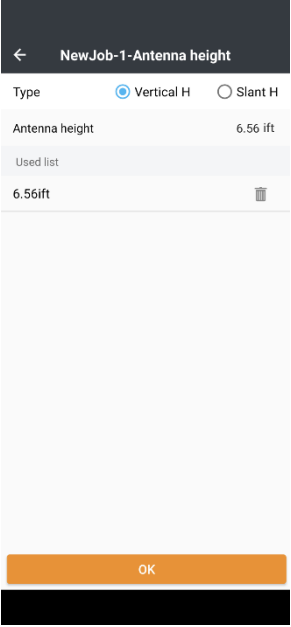 NewJob-1-Antenna height
Type Vertical H Slant H
Antenna height 6.56 ift
Used list
6.56ift
OK